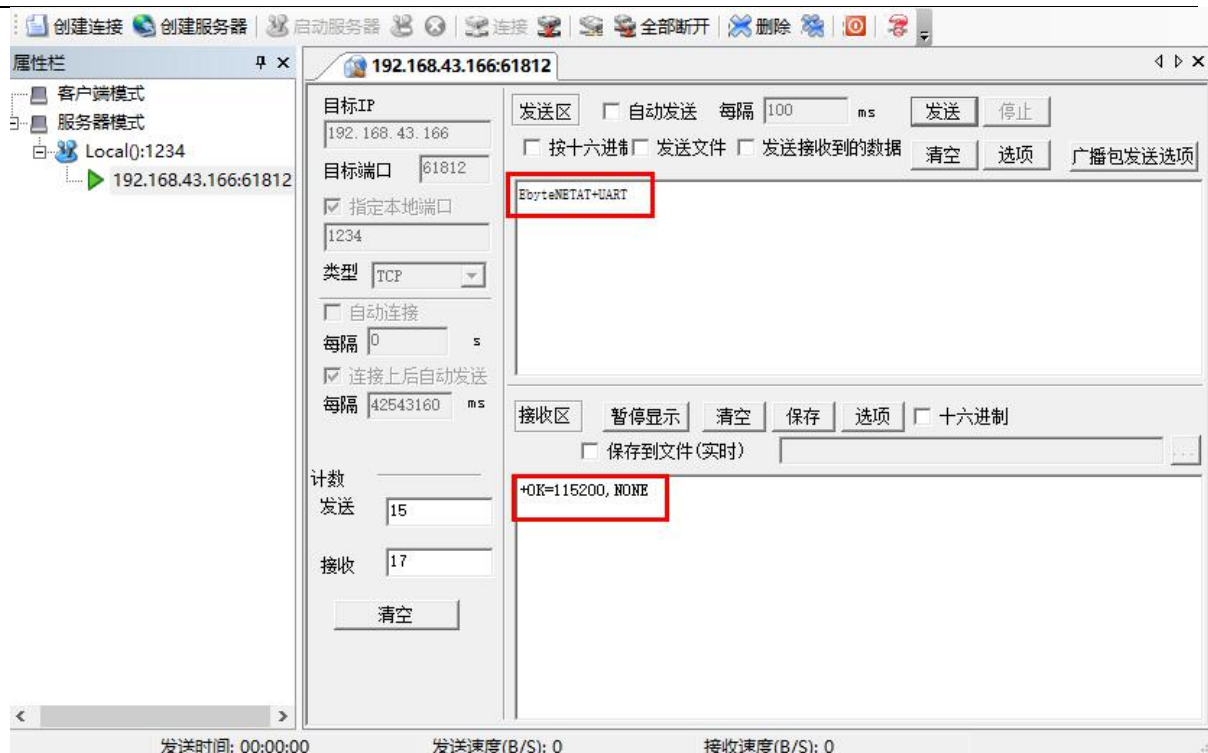 创建连接 创建服务器 启动服务器 连接 全部断开 删除
属性栏
客户端模式
服务器模式
Local():1234
192.168.43.166:61812
192.168.43.166:61812
目标IP
192.168.43.166
目标端口 61812
指定本地端口
1234
类型 TCP
自动连接
每隔 0 s
连接上后自动发送
每隔 42543160 ms
计数
发送 15
接收 17
清空
发送区 自动发送 每隔 100 ms 发送 停止
按十六进制 发送文件 发送接收到的数据 清空 选项 广播包发送选项
EbyteNETAT+UART
接收区 暂停显示 清空 保存 选项 十六进制
保存到文件(实时) ...
+OK=115200,NONE
发送时间: 00:00:00 发送速度(B/S): 0 接收速度(B/S): 0